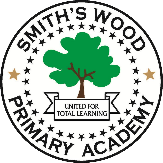 SMITH'S WOOD
UNITED FOR
TOTAL LEARNING
PRIMARY ACADEMY